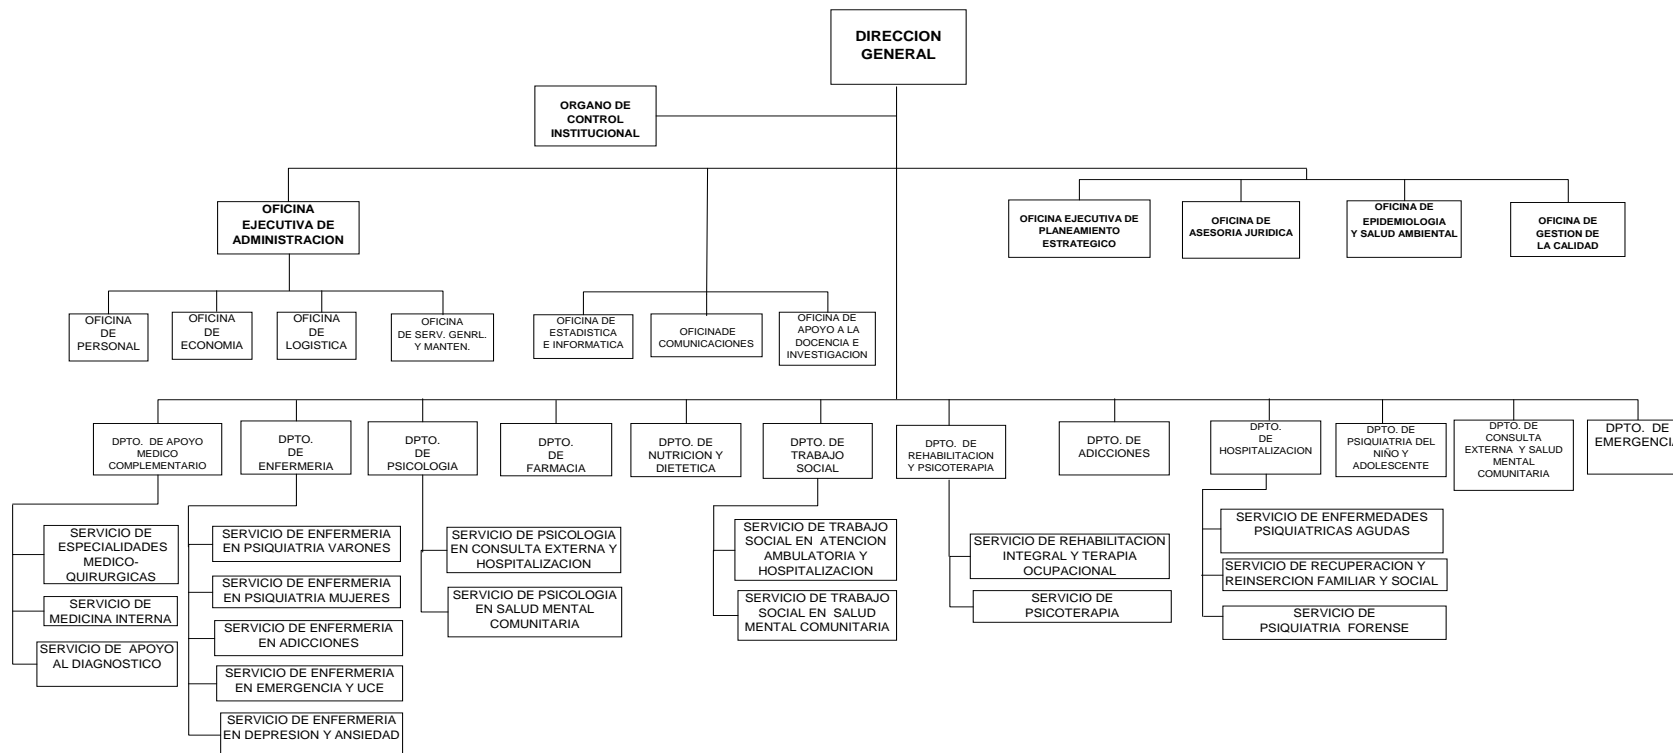 DIRECCION
GENERAL
ORGANO DE
CONTROL
INSTITUCIONAL
OFICINA
EJECUTIVA DE
ADMINISTRACION
OFICINA EJECUTIVA DE
PLANEAMIENTO
ESTRATEGICO
OFICINA DE
ASESORIA JURIDICA
OFICINA DE
EPIDEMIOLOGIA
Y SALUD AMBIENTAL
OFICINA DE
GESTION DE
LA CALIDAD
OFICINA
DE
PERSONAL
OFICINA
DE
ECONOMIA
OFICINA
DE
LOGISTICA
OFICINA
DE SERV. GENRL.
Y MANTEN.
OFICINA DE
ESTADISTICA
E INFORMATICA
OFICINADE
COMUNICACIONES
OFICINA DE
APOYO A LA
DOCENCIA E
INVESTIGACION
DPTO. DE APOYO
MEDICO
COMPLEMENTARIO
DPTO.
DE
ENFERMERIA
DPTO.
DE
PSICOLOGIA
DPTO.
DE
FARMACIA
DPTO. DE
NUTRICION Y
DIETETICA
DPTO. DE
TRABAJO
SOCIAL
DPTO. DE
REHABILITACION
Y PSICOTERAPIA
DPTO. DE
ADICCIONES
DPTO.
DE
HOSPITALIZACION
DPTO. DE
PSIQUIATRIA DEL
NIÑO Y
ADOLESCENTE
DPTO. DE
CONSULTA
EXTERNA Y SALUD
MENTAL
COMUNITARIA
DPTO. DE
EMERGENCIA
SERVICIO DE
ESPECIALIDADES
MEDICO-
QUIRURGICAS
SERVICIO DE
MEDICINA INTERNA
SERVICIO DE APOYO
AL DIAGNOSTICO
SERVICIO DE ENFERMERIA
EN PSIQUIATRIA VARONES
SERVICIO DE ENFERMERIA
EN PSIQUIATRIA MUJERES
SERVICIO DE ENFERMERIA
EN ADICCIONES
SERVICIO DE ENFERMERIA
EN EMERGENCIA Y UCE
SERVICIO DE ENFERMERIA
EN DEPRESION Y ANSIEDAD
SERVICIO DE PSICOLOGIA
EN CONSULTA EXTERNA Y
HOSPITALIZACION
SERVICIO DE PSICOLOGIA
EN SALUD MENTAL
COMUNITARIA
SERVICIO DE TRABAJO
SOCIAL EN ATENCION
AMBULATORIA Y
HOSPITALIZACION
SERVICIO DE TRABAJO
SOCIAL EN SALUD
MENTAL COMUNITARIA
SERVICIO DE REHABILITACION
INTEGRAL Y TERAPIA
OCUPACIONAL
SERVICIO DE
PSICOTERAPIA
SERVICIO DE ENFERMEDADES
PSIQUIATRICAS AGUDAS
SERVICIO DE RECUPERACION Y
REINSERCION FAMILIAR Y SOCIAL
SERVICIO DE
PSIQUIATRIA FORENSE